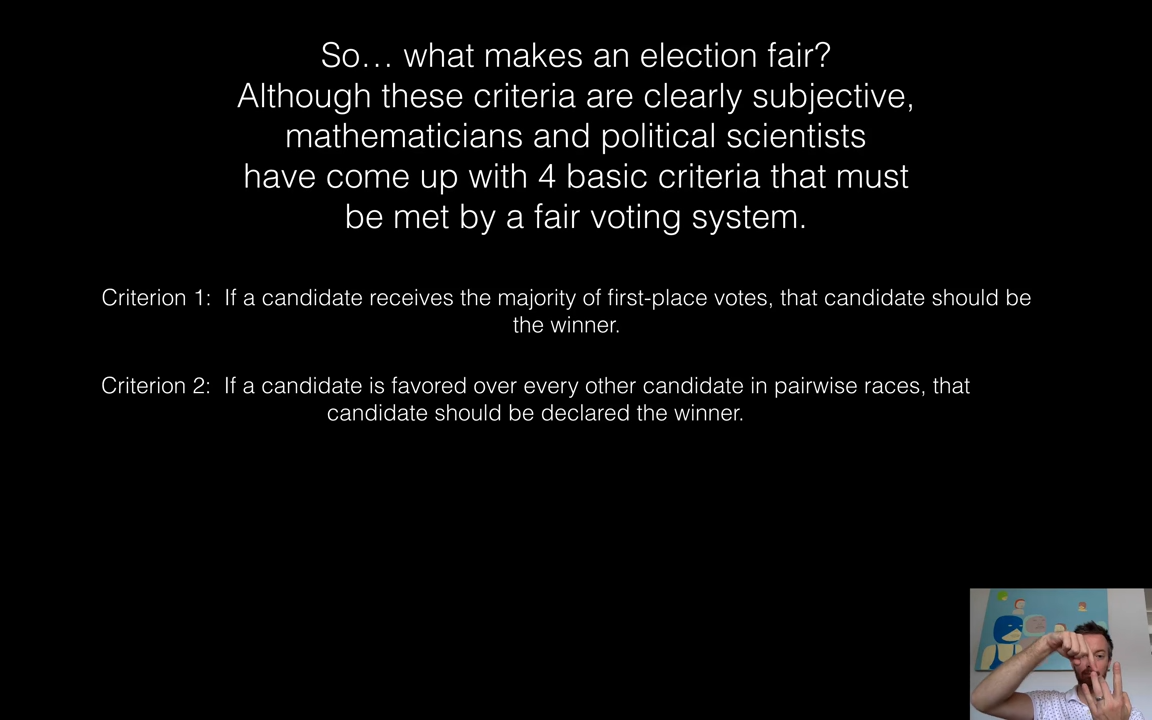 So… what makes an election fair?
Although these criteria are clearly subjective,
mathematicians and political scientists
have come up with 4 basic criteria that must
be met by a fair voting system.
Criterion 1:  If a candidate receives the majority of first-place votes, that candidate should be
the winner.
Criterion 2:  If a candidate is favored over every other candidate in pairwise races, that
candidate should be declared the winner.